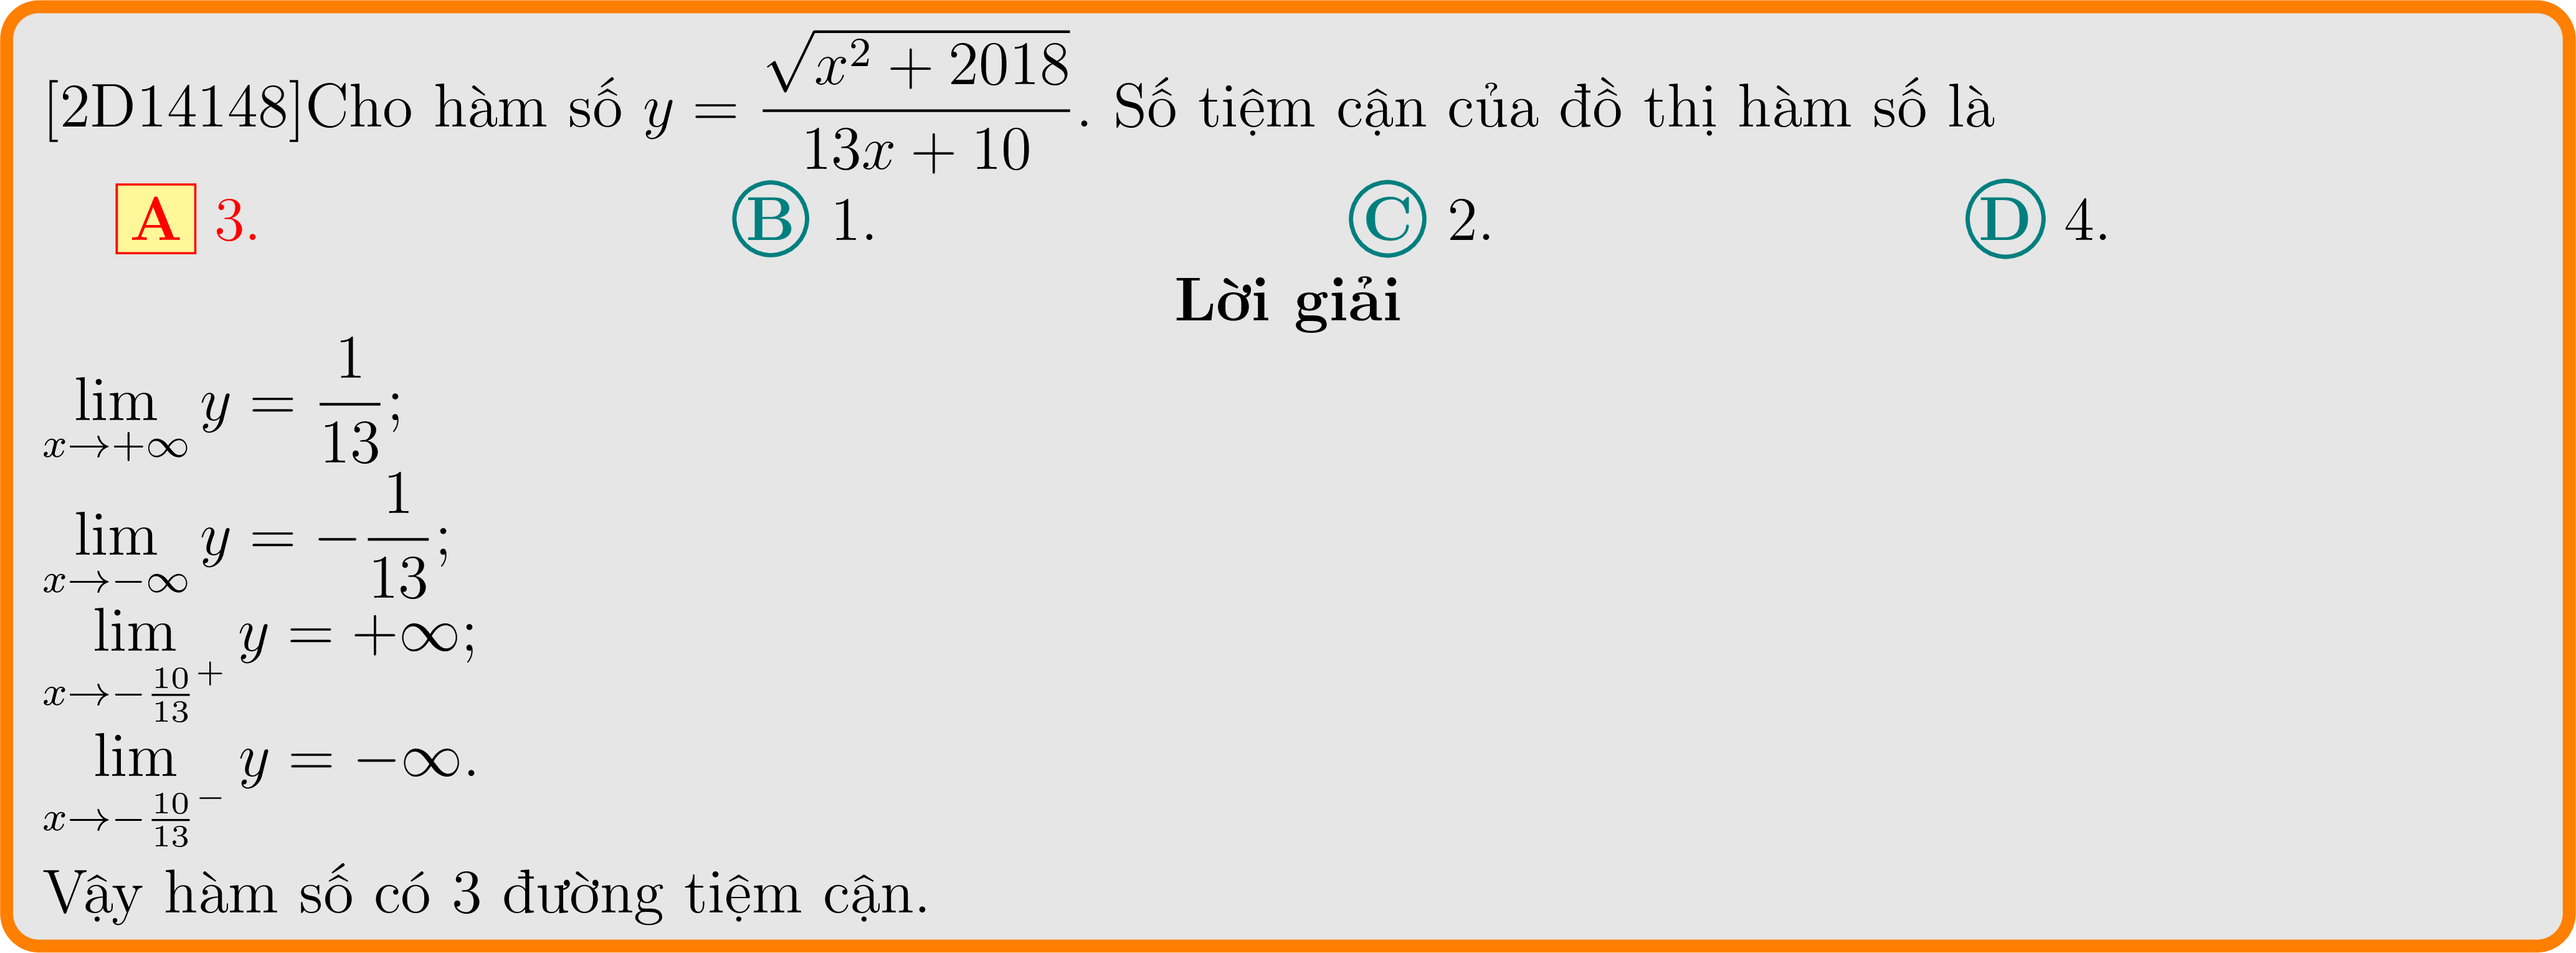 [2D14148]Cho hàm số $y = \dfrac{\sqrt{x^2 + 2018}}{13x + 10}$. Số tiệm cận của đồ thị hàm số là
A 3. B 1. C 2. D 4.
Lời giải
$\lim\limits_{x \to +\infty} y = \dfrac{1}{13}$;
$\lim\limits_{x \to -\infty} y = -\dfrac{1}{13}$;
$\lim\limits_{x \to -\frac{10}{13}^+} y = +\infty$;
$\lim\limits_{x \to -\frac{10}{13}^-} y = -\infty$.
Vậy hàm số có 3 đường tiệm cận.